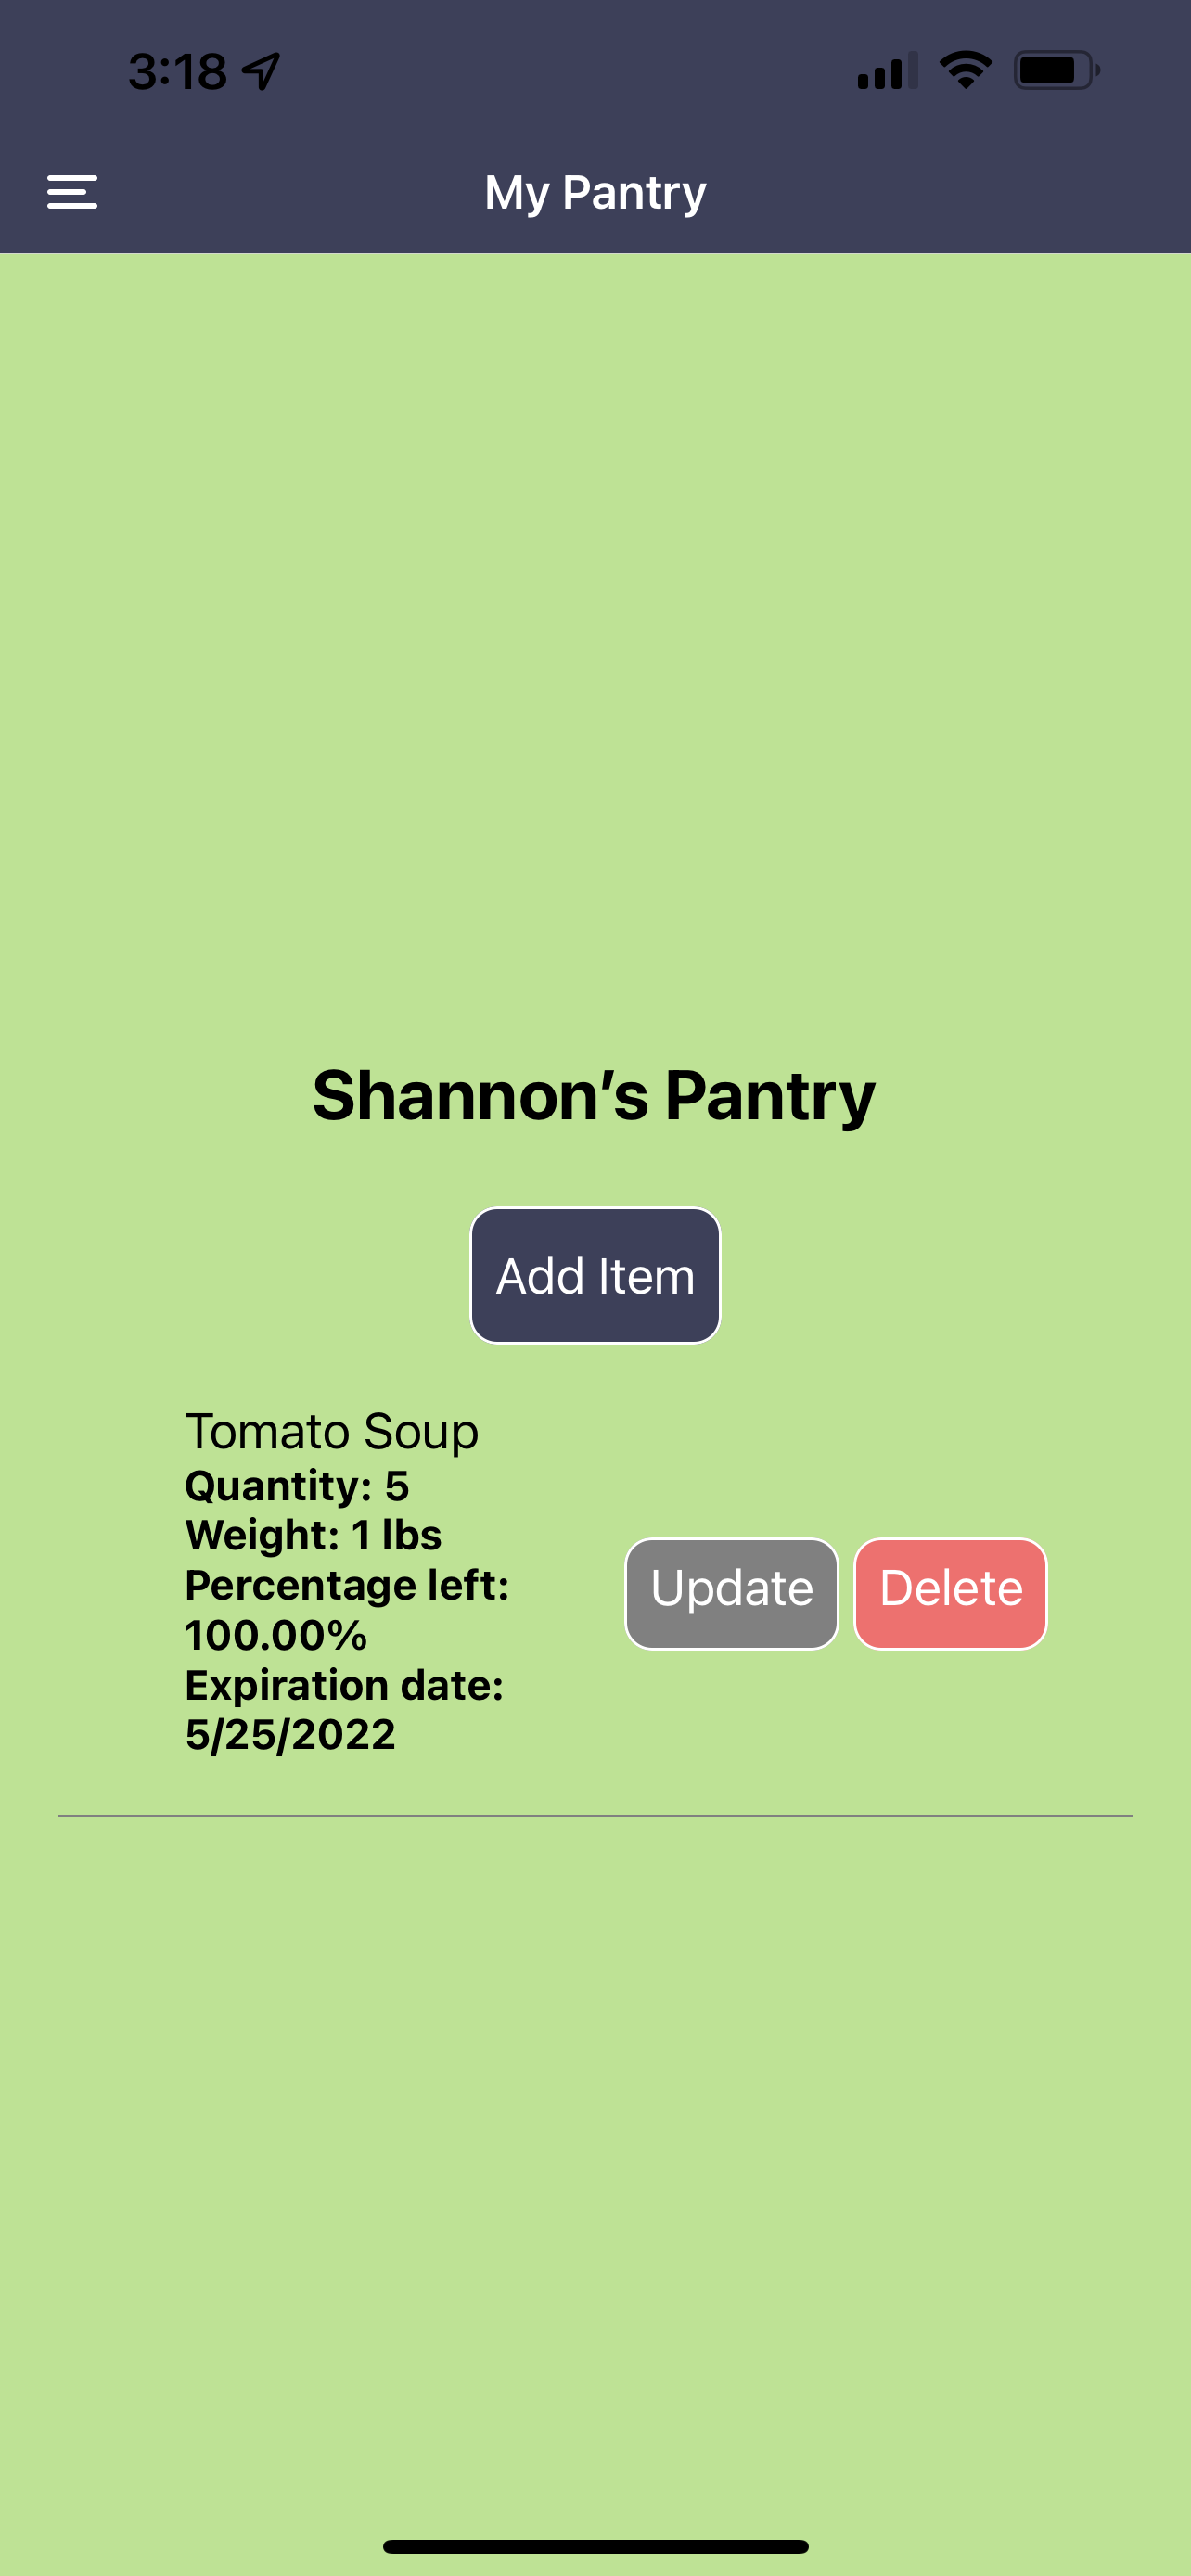 3:18
My Pantry
Shannon’s Pantry
Add Item
Tomato Soup
Quantity: 5
Weight: 1 lbs
Percentage left:
100.00%
Expiration date:
5/25/2022
Update
Delete